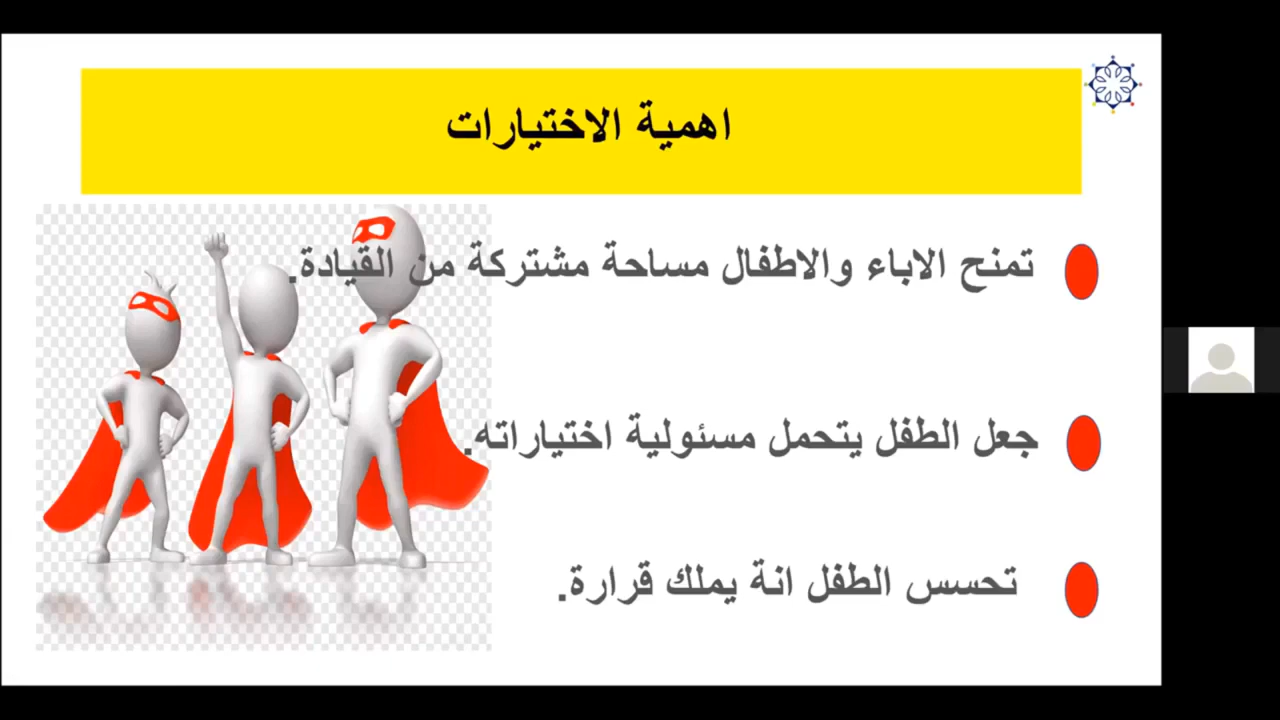 اهمية الاختيارات
تمنح الاباء والاطفال مساحة مشتركة من القيادة.
جعل الطفل يتحمل مسئولية اختياراته.
تحسس الطفل انة يملك قرارة.